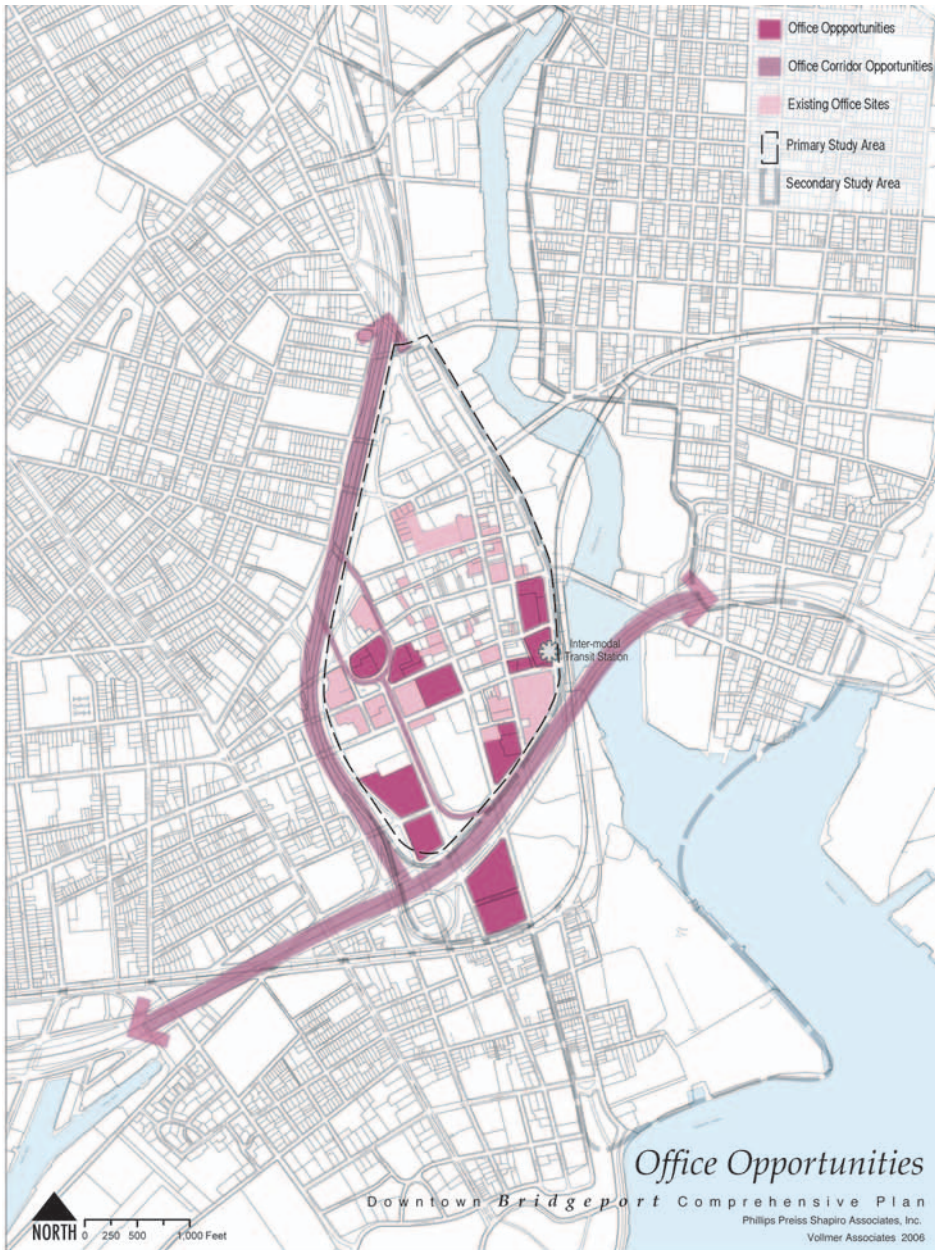 Office Oppportunities
Office Corridor Opportunities
Existing Office Sites
Primary Study Area
Secondary Study Area
Inter-modal
Transit Station
Office Opportunities
Downtown Bridgeport Comprehensive Plan
Phillips Preiss Shapiro Associates, Inc.
Vollmer Associates 2006
NORTH
0 250 500 1,000 Feet